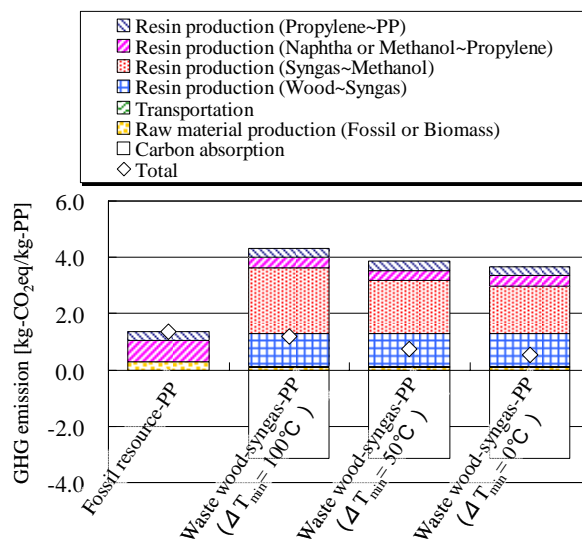 Resin production (Propylene~PP)
Resin production (Naphtha or Methanol~Propylene)
Resin production (Syngas~Methanol)
Resin production (Wood~Syngas)
Transportation
Raw material production (Fossil or Biomass)
Carbon absorption
Total
GHG emission [kg-CO2eq/kg-PP]
6.0
4.0
2.0
0.0
-2.0
-4.0
Fossil resource-PP
Waste wood-syngas-PP
(ΔTmin= 100℃)
Waste wood-syngas-PP
(ΔTmin= 50℃)
Waste wood-syngas-PP
(ΔTmin= 0℃)